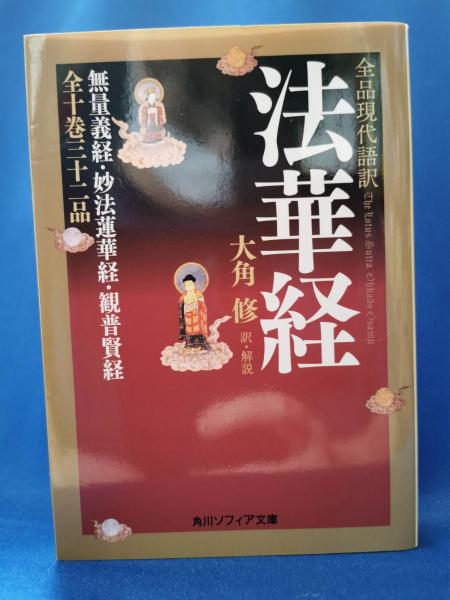 全品現代語訳
The Lotus Sutra Ohkado Osamu
法華経
大角 修
訳・解説
無量義経・妙法蓮華経・観普賢経
全十巻三十二品
角川ソフィア文庫